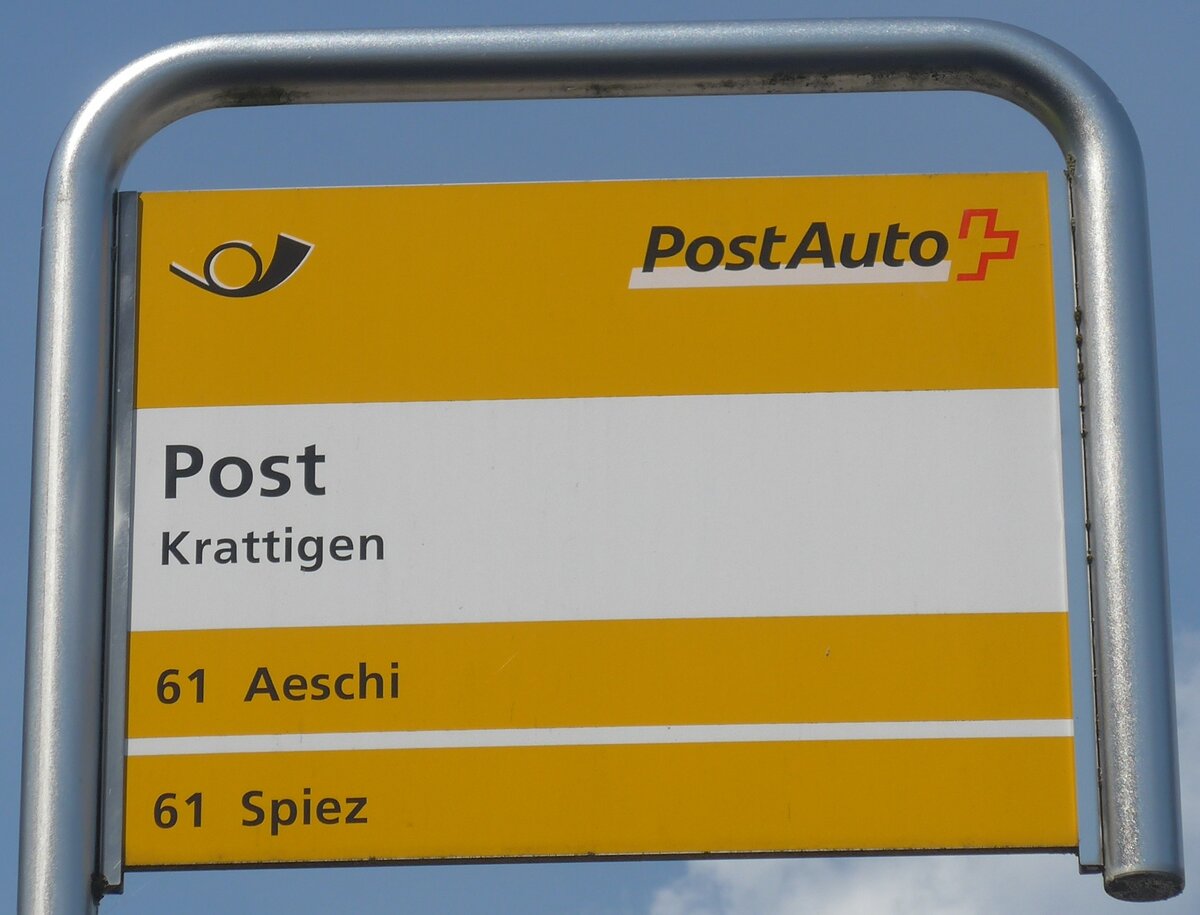 PostAuto
Post
Krattigen
61 Aeschi
61 Spiez